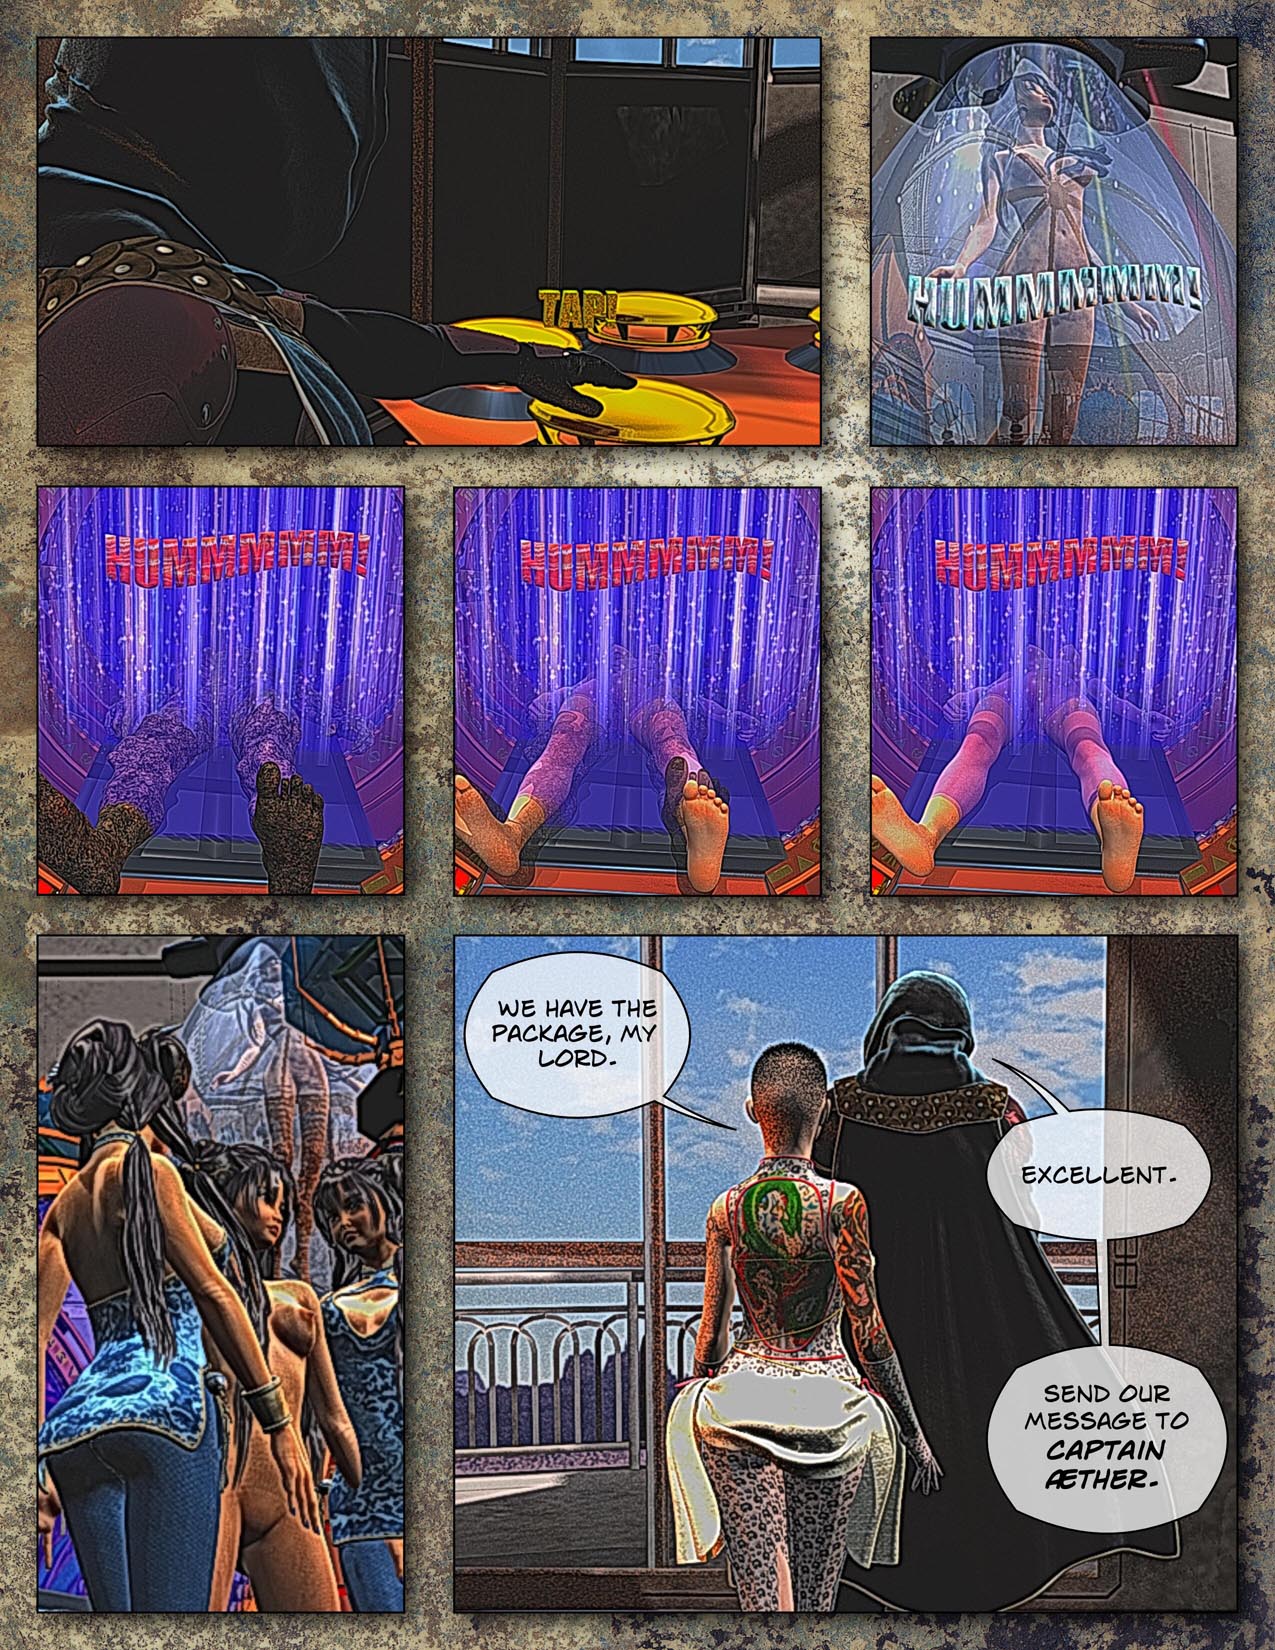 TAP!
HUMMMMMM!
HUMMMMMM!
HUMMMMMM!
HUMMMMMM!
WE HAVE THE
PACKAGE, MY
LORD.
EXCELLENT.
SEND OUR
MESSAGE TO
CAPTAIN
ÆTHER.